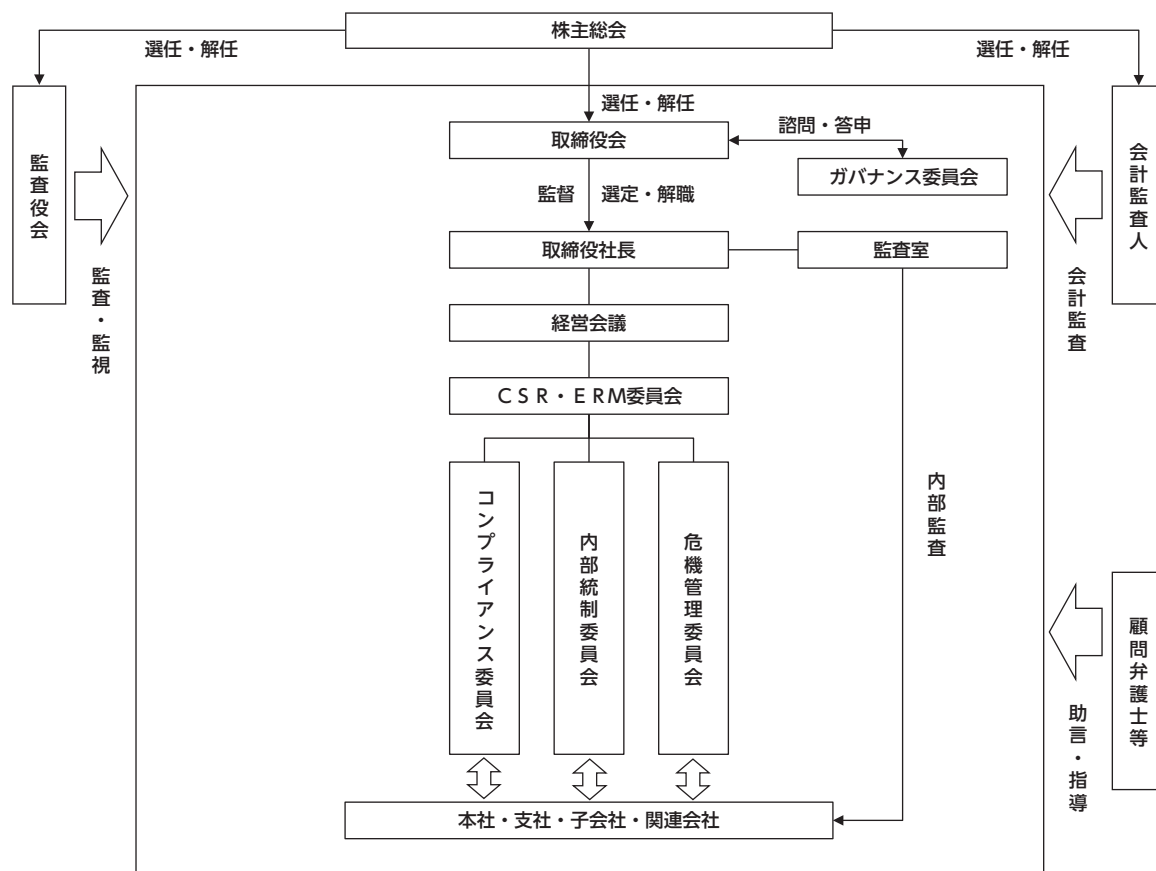 株主総会
選任・解任
選任・解任
選任・解任
監査役会
監査・監視
取締役会
諮問・答申
ガバナンス委員会
会計監査人
会計監査
監督
選定・解職
取締役社長
監査室
経営会議
ＣＳＲ・ＥＲＭ委員会
コンプライアンス委員会
内部統制委員会
危機管理委員会
内部監査
顧問弁護士等
助言・指導
本社・支社・子会社・関連会社